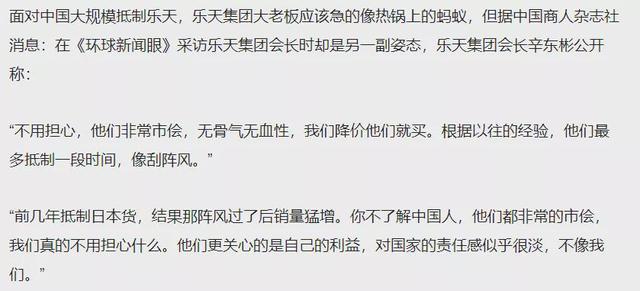 面对中国大规模抵制乐天，乐天集团大老板应该急的像热锅上的蚂蚁，但据中国商人杂志社
消息：在《环球新闻眼》采访乐天集团会长时却是另一副姿态，乐天集团会长辛东彬公开
称：
“不用担心，他们非常市侩，无骨气无血性，我们降价他们就买。根据以往的经验，他们最
多抵制一段时间，像刮阵风。”
“前几年抵制日本货，结果那阵风过了后销量猛增。你不了解中国人，他们都非常的市侩，
我们真的不用担心什么。他们更关心的是自己的利益，对国家的责任感似乎很淡，不像我
们。”